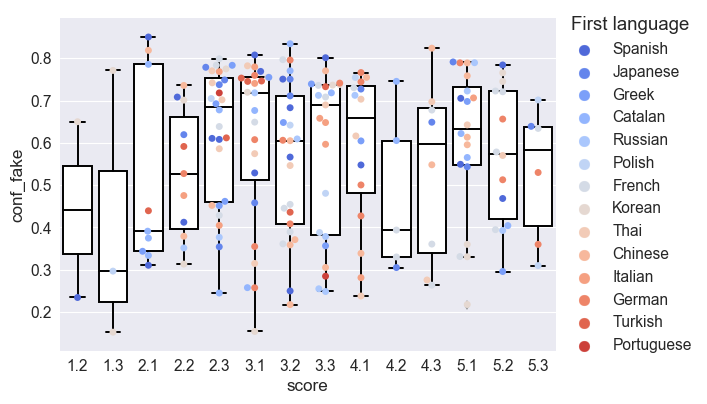 First language
Spanish
Japanese
Greek
Catalan
Russian
Polish
French
Korean
Thai
Chinese
Italian
German
Turkish
Portuguese
conf_fake
0.8
0.7
0.6
0.5
0.4
0.3
0.2
1.2 1.3 2.1 2.2 2.3 3.1 3.2 3.3 4.1 4.2 4.3 5.1 5.2 5.3
score